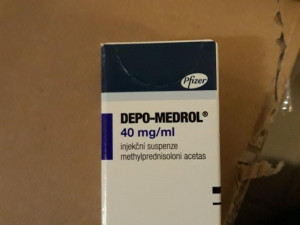 Pfizer
DEPO-MEDROL®
40 mg/ml
injekční suspenze
methylprednisoloni acetas